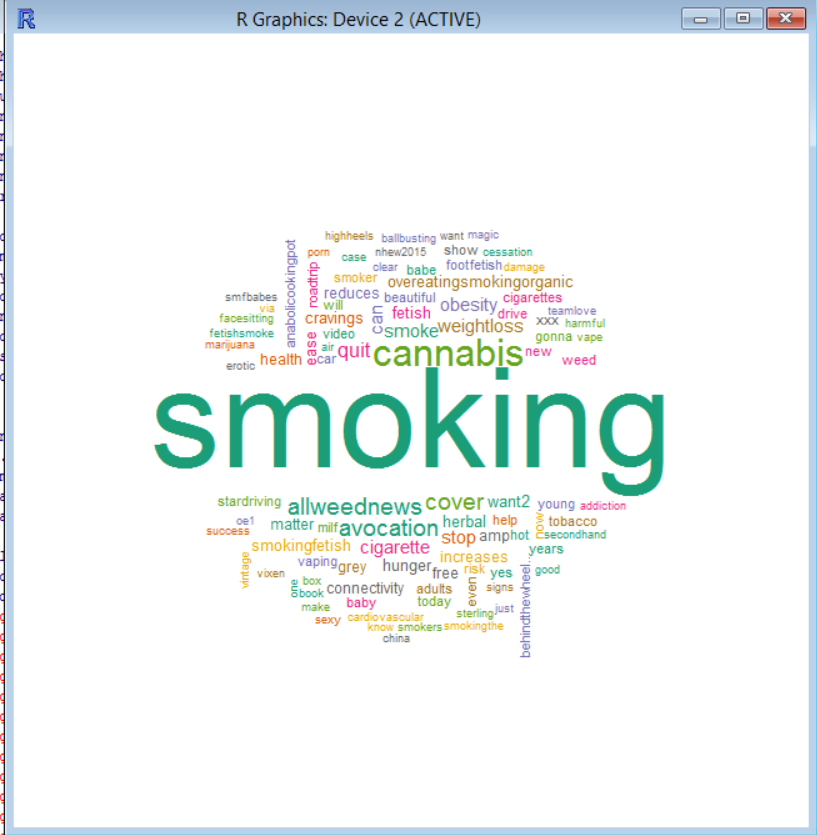 R Graphics: Device 2 (ACTIVE)
highheels ballbusting want magic
porn case nhew2015 show cessation
anabolicookingpot
roadtrip
clear babe footfetish damage
smoker overeatingsmokingorganic
smfbabes reduces beautiful obesity cigarettes
via will can fetish drive teamlove
facesitting cravings smoke weightloss xxx harmful
fetishsmoke ease video gonna vape
marijuana air quit cannabis new
erotic health car weed
smoking
stardriving allweednews cover want2 young addiction
oe1 matter milf avocation herbal help now tobacco
success stop amp hot secondhand
smokingfetish cigarette increases years
vintage vaping grey hunger free risk yes good
vixen one box connectivity adults even signs
book
make baby today sterling just
behindthewheel...
sexy cardiovascular
know smokers smokingthe
china